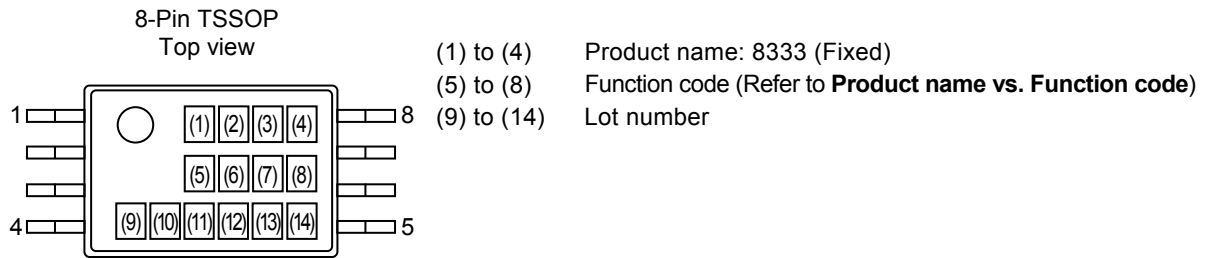 8-Pin TSSOP
Top view
(1) to (4) Product name: 8333 (Fixed)
(5) to (8) Function code (Refer to Product name vs. Function code)
(9) to (14) Lot number
1 8
(1) (2) (3) (4)
(5) (6) (7) (8)
4 5
(9) (10) (11) (12) (13) (14)